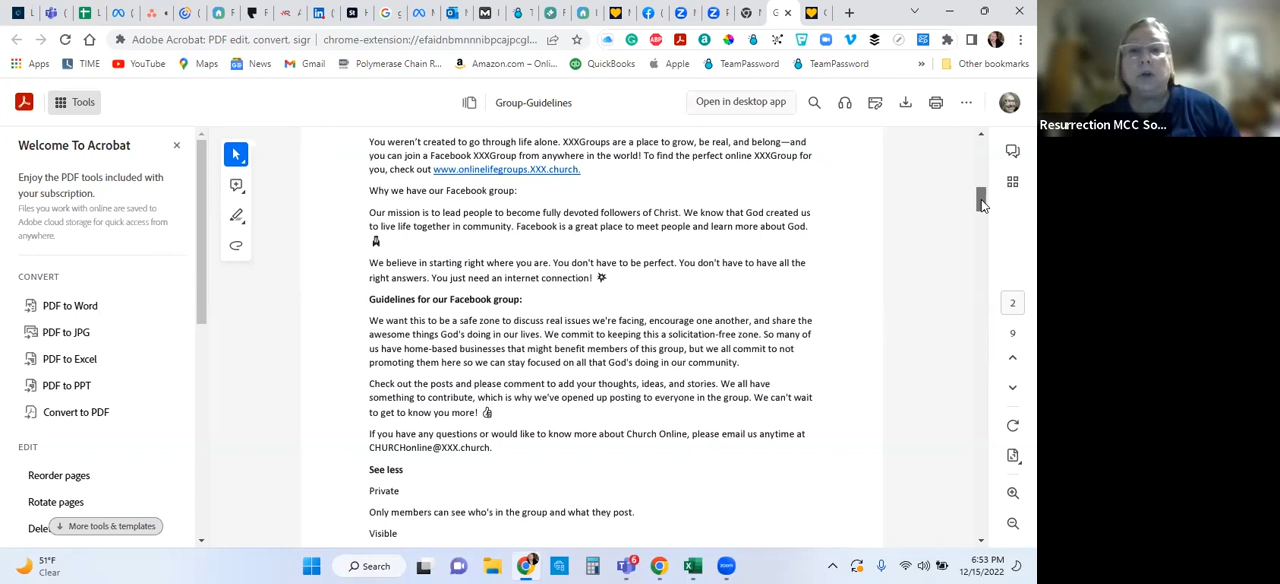 Adobe Acrobat: PDF edit, convert, sigr
chrome-extension://efaidnbmnnnibpcajpcgl...
Apps
TIME
YouTube
Maps
News
Gmail
Polymerase Chain (...
Amazon.com – Onli...
QuickBooks
Apple
TeamPassword
TeamPassword
»
Other bookmarks
Tools
Group-Guidelines
Open in desktop app
Welcome To Acrobat
Enjoy the PDF tools included with
your subscription.
Files you work with online are saved to
Adobe cloud storage for quick access from
anywhere.
CONVERT
PDF to Word
PDF to JPG
PDF to Excel
PDF to PPT
Convert to PDF
EDIT
Reorder pages
Rotate pages
Delet
More tools & templates
You weren't created to go through life alone. XXXGroups are a place to grow, be real, and belong—and
you can join a Facebook XXXGroup from anywhere in the world! To find the perfect online XXXGroup for
you, check out www.onlinelifegroups.XXX.church.
Why we have our Facebook group:
Our mission is to lead people to become fully devoted followers of Christ. We know that God created us
to live life together in community. Facebook is a great place to meet people and learn more about God.
We believe in starting right where you are. You don't have to be perfect. You don't have to have all the
right answers. You just need an internet connection!
Guidelines for our Facebook group:
We want this to be a safe zone to discuss real issues we're facing, encourage one another, and share the
awesome things God's doing in our lives. We commit to keeping this a solicitation-free zone. So many of
us have home-based businesses that might benefit members of this group, but we all commit to not
promoting them here so we can stay focused on all that God's doing in our community.
Check out the posts and please comment to add your thoughts, ideas, and stories. We all have
something to contribute, which is why we've opened up posting to everyone in the group. We can't wait
to get to know you more!
If you have any questions or would like to know more about Church Online, please email us anytime at
CHURCHonline@XXX.church.
See less
Private
Only members can see who's in the group and what they post.
Visible
2
9
Resurrection MCC So...
51°F
Clear
Search
6
6:53 PM
12/15/2022